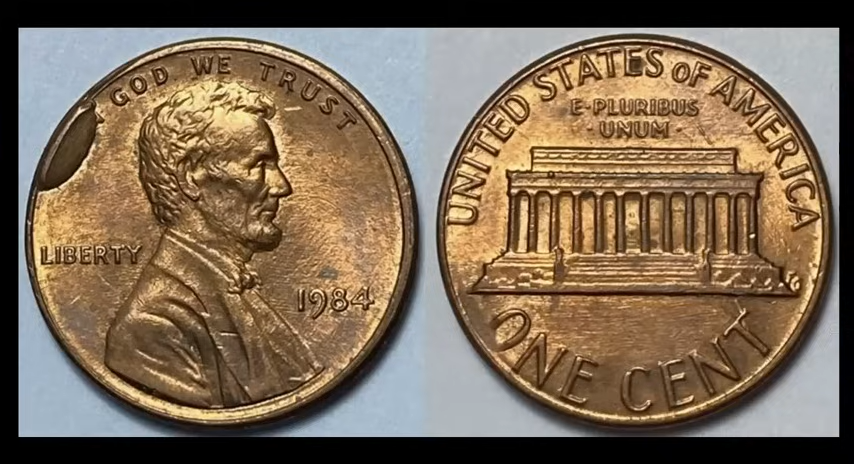 GOD WE TRUST
LIBERTY
1984
UNITED STATES OF AMERICA
E·PLURIBUS
·UNUM·
ONE CENT